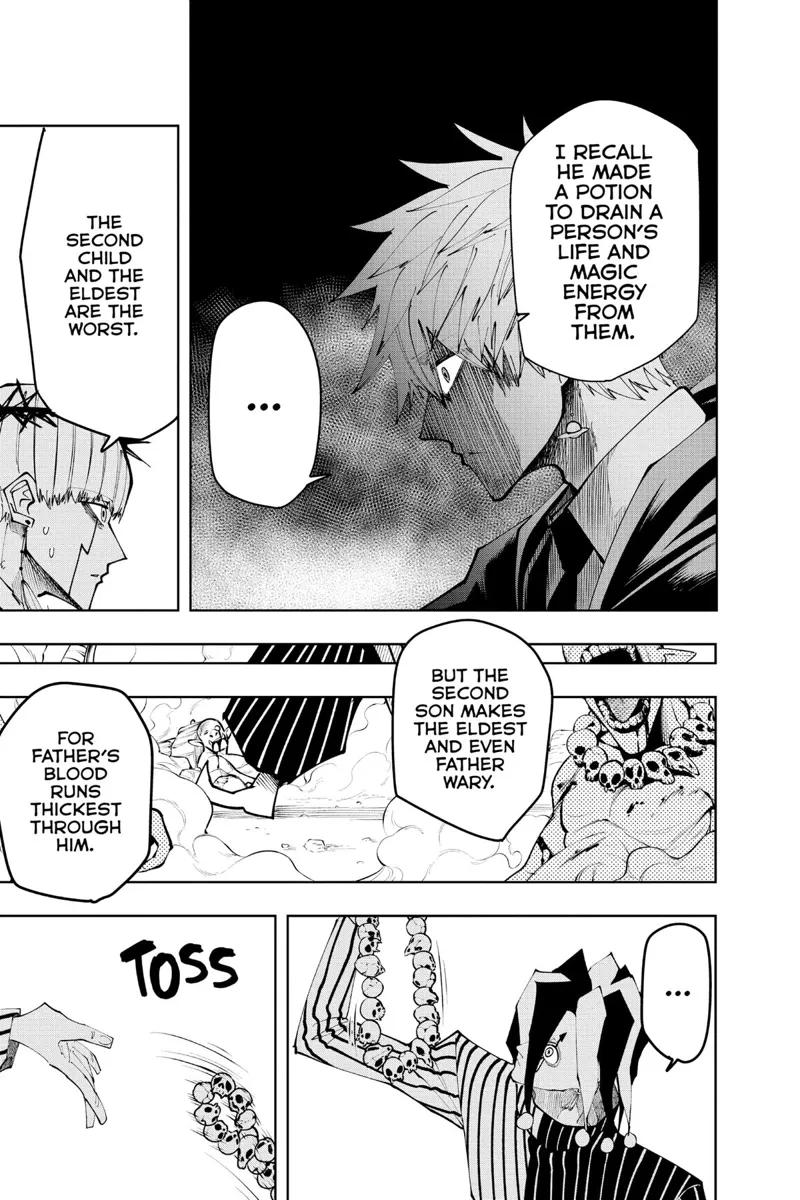 I RECALL
HE MADE
A POTION
TO DRAIN A
PERSON'S
LIFE AND
MAGIC
ENERGY
FROM
THEM.
...
THE
SECOND
CHILD
AND THE
ELDEST
ARE THE
WORST.
BUT THE
SECOND
SON MAKES
THE ELDEST
AND EVEN
FATHER
WARY.
FOR
FATHER'S
BLOOD
RUNS
THICKEST
THROUGH
HIM.
...
TOSS